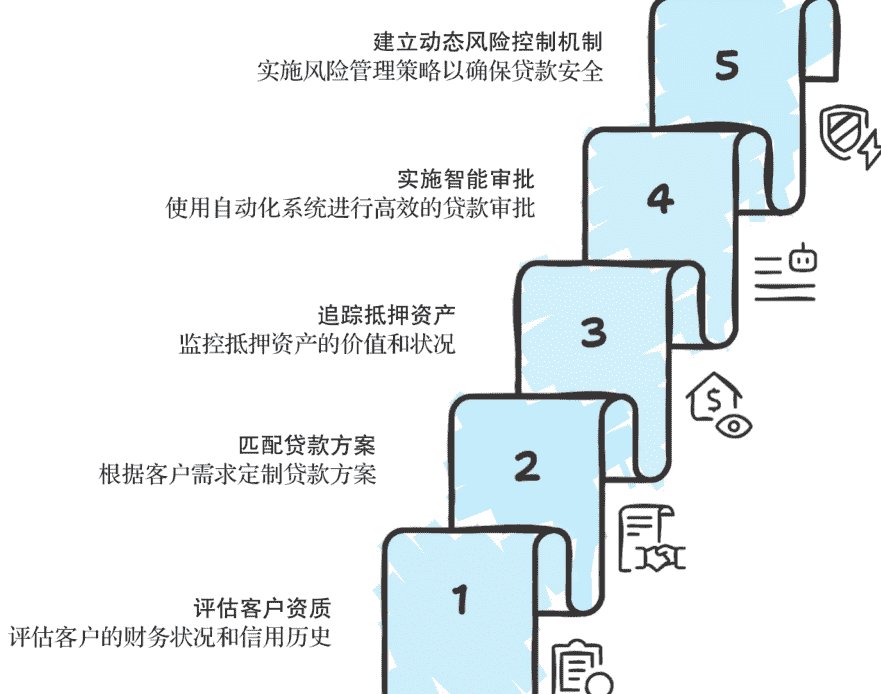 建立动态风险控制机制
实施风险管理策略以确保贷款安全
5
实施智能审批
使用自动化系统进行高效的贷款审批
4
追踪抵押资产
监控抵押资产的价值和状况
3
$
匹配贷款方案
根据客户需求定制贷款方案
2
评估客户资质
评估客户的财务状况和信用历史
1